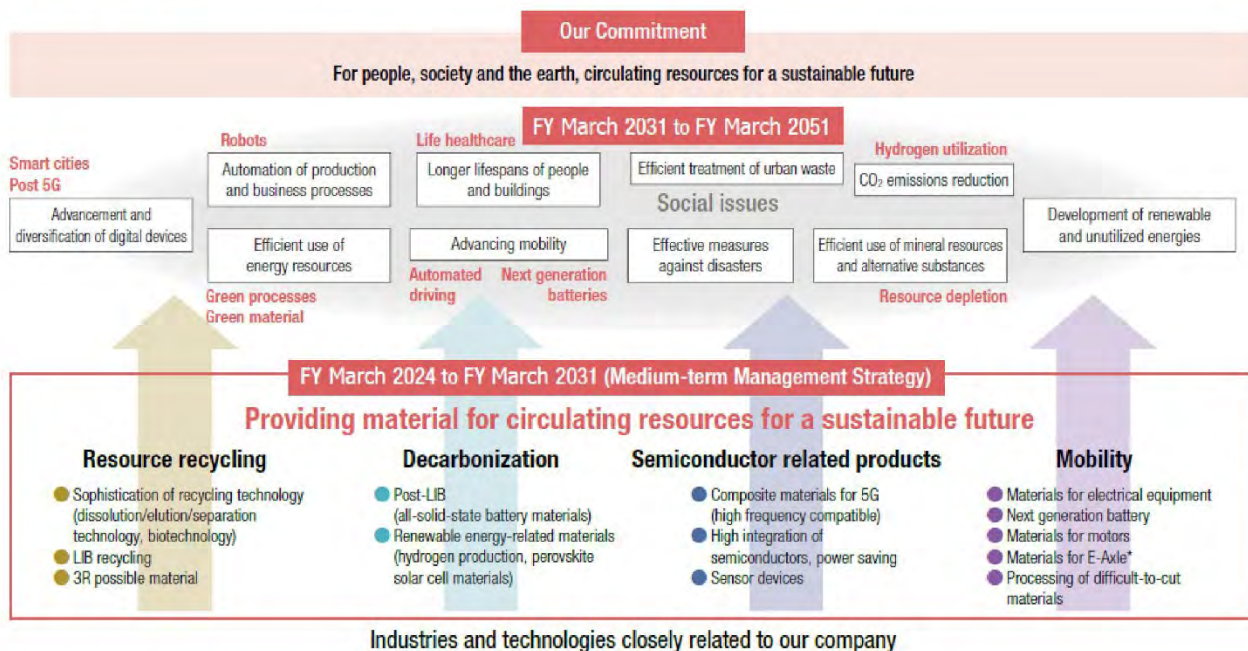 Our Commitment
For people, society and the earth, circulating resources for a sustainable future
FY March 2031 to FY March 2051
Smart cities
Post 5G
Advancement and
diversification of digital devices
Robots
Automation of production
and business processes
Efficient use of
energy resources
Green processes
Green material
Life healthcare
Longer lifespans of people
and buildings
Social issues
Advancing mobility
Automated
driving
Next generation
batteries
Efficient treatment of urban waste
Effective measures
against disasters
Hydrogen utilization
CO₂ emissions reduction
Efficient use of mineral resources
and alternative substances
Resource depletion
Development of renewable
and unutilized energies
FY March 2024 to FY March 2031 (Medium-term Management Strategy)
Providing material for circulating resources for a sustainable future
Resource recycling
Sophistication of recycling technology
(dissolution/elution/separation
technology, biotechnology)
LIB recycling
3R possible material
Decarbonization
Post-LIB
(all-solid-state battery materials)
Renewable energy-related materials
(hydrogen production, perovskite
solar cell materials)
Semiconductor related products
Composite materials for 5G
(high frequency compatible)
High integration of
semiconductors, power saving
Sensor devices
Mobility
Materials for electrical equipment
Next generation battery
Materials for motors
Materials for E-Axle*
Processing of difficult-to-cut
materials
Industries and technologies closely related to our company